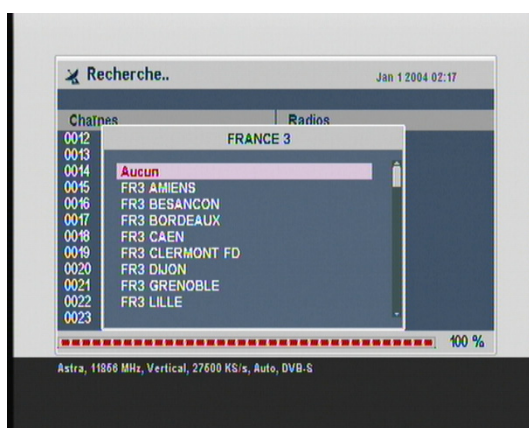 Recherche..
Jan 1 2004 02:17
Chaînes
Radios
FRANCE 3
0012
0013
0014
0015
0016
0017
0018
0019
0020
0021
0022
0023
Aucun
FR3 AMIENS
FR3 BESANCON
FR3 BORDEAUX
FR3 CAEN
FR3 CLERMONT FD
FR3 DIJON
FR3 GRENOBLE
FR3 LILLE
100 %
Astra, 11856 MHz, Vertical, 27500 KS/s, Auto, DVB-S